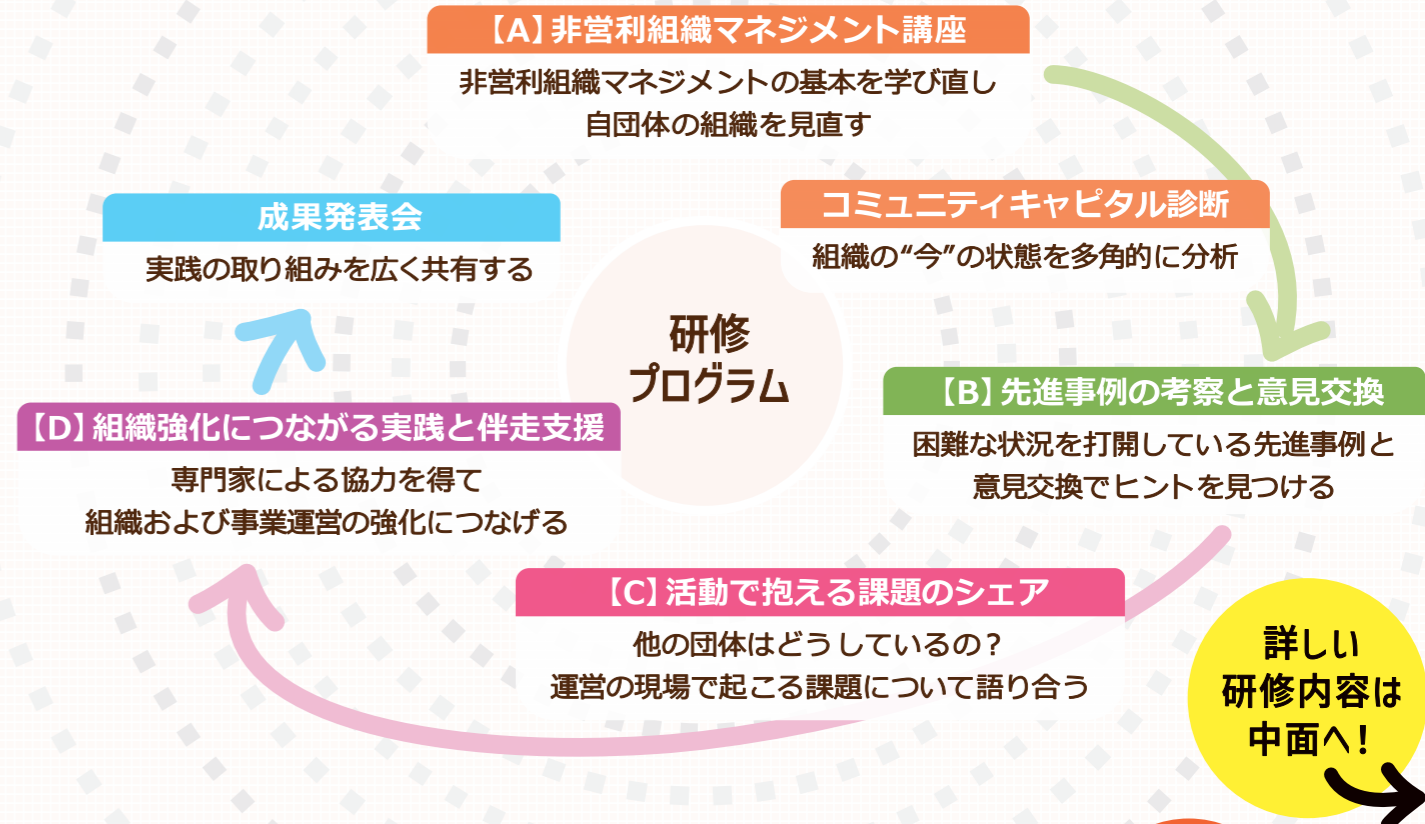 【A】非営利組織マネジメント講座
非営利組織マネジメントの基本を学び直し
自団体の組織を見直す
コミュニティキャピタル診断
組織の“今”の状態を多角的に分析
【B】先進事例の考察と意見交換
困難な状況を打開している先進事例と
意見交換でヒントを見つける
【C】活動で抱える課題のシェア
他の団体はどうしているの？
運営の現場で起こる課題について語り合う
【D】組織強化につながる実践と伴走支援
専門家による協力を得て
組織および事業運営の強化につなげる
成果発表会
実践の取り組みを広く共有する
研修
プログラム
詳しい
研修内容は
中面へ！